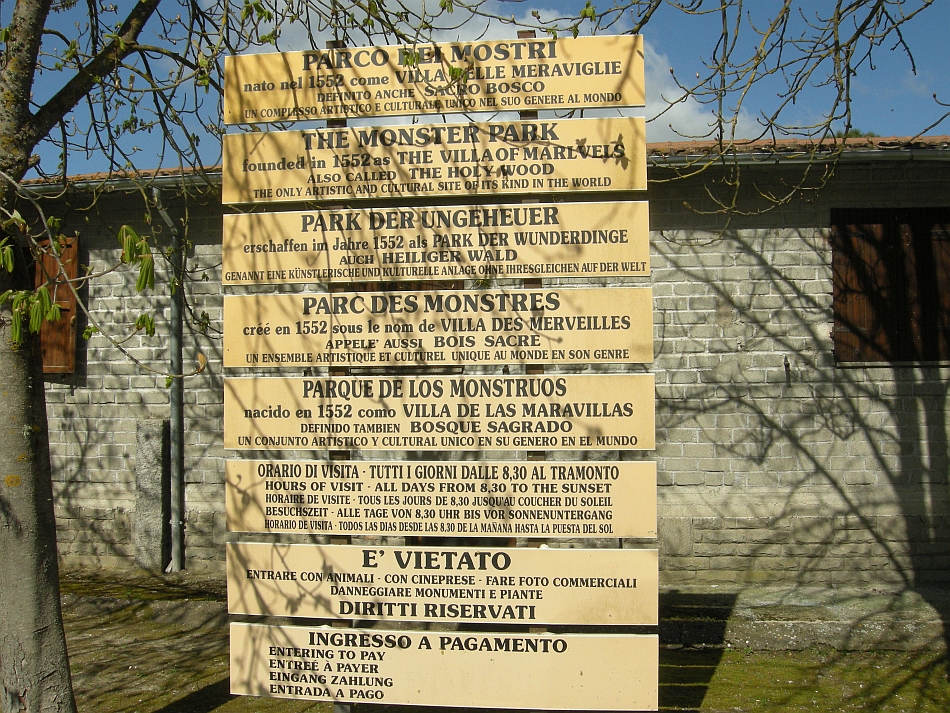 PARCO DEI MOSTRI
nato nel 1552 come VILLA DELLE MERAVIGLIE
DEFINITO ANCHE SACRO BOSCO
UN COMPLESSO ARTISTICO E CULTURALE UNICO NEL SUO GENERE AL MONDO
THE MONSTER PARK
founded in 1552 as THE VILLA OF MARLVELS
ALSO CALLED THE HOLY WOOD
THE ONLY ARTISTIC AND CULTURAL SITE OF ITS KIND IN THE WORLD
PARK DER UNGEHEUER
erschaffen im Jahre 1552 als PARK DER WUNDERDINGE
AUCH HEILIGER WALD
GENANNT EINE KÜNSTLERISCHE UND KULTURELLE ANLAGE OHNE IHRESGLEICHEN AUF DER WELT
PARC DES MONSTRES
créé en 1552 sous le nom de VILLA DES MERVEILLES
APPELE' AUSSI BOIS SACRÉ
UN ENSEMBLE ARTISTIQUE ET CULTUREL UNIQUE AU MONDE EN SON GENRE
PARQUE DE LOS MONSTRUOS
nacido en 1552 como VILLA DE LAS MARAVILLAS
DEFINIDO TAMBIEN BOSQUE SAGRADO
UN CONJUNTO ARTISTICO Y CULTURAL UNICO EN SU GENERO EN EL MUNDO
ORARIO DI VISITA - TUTTI I GIORNI DALLE 8,30 AL TRAMONTO
HOURS OF VISIT - ALL DAYS FROM 8,30 TO THE SUNSET
HORAIRE DE VISITE - TOUS LES JOURS DE 8,30 JUSQU'AU COUCHER DU SOLEIL
BESUCHSZEIT - ALLE TAGE VON 8,30 UHR BIS VOR SONNENUNTERGANG
HORARIO DE VISITA - TODOS LAS DIAS DESDE LAS 8,30 DE LA MAÑANA HASTA LA PUESTA DEL SOL
E' VIETATO
ENTRARE CON ANIMALI - CON CINEPRESE - FARE FOTO COMMERCIALI
DANNEGGIARE MONUMENTI E PIANTE
DIRITTI RISERVATI
INGRESSO A PAGAMENTO
ENTERING TO PAY
ENTREÉ À PAYER
EINGANG ZAHLUNG
ENTRADA A PAGO